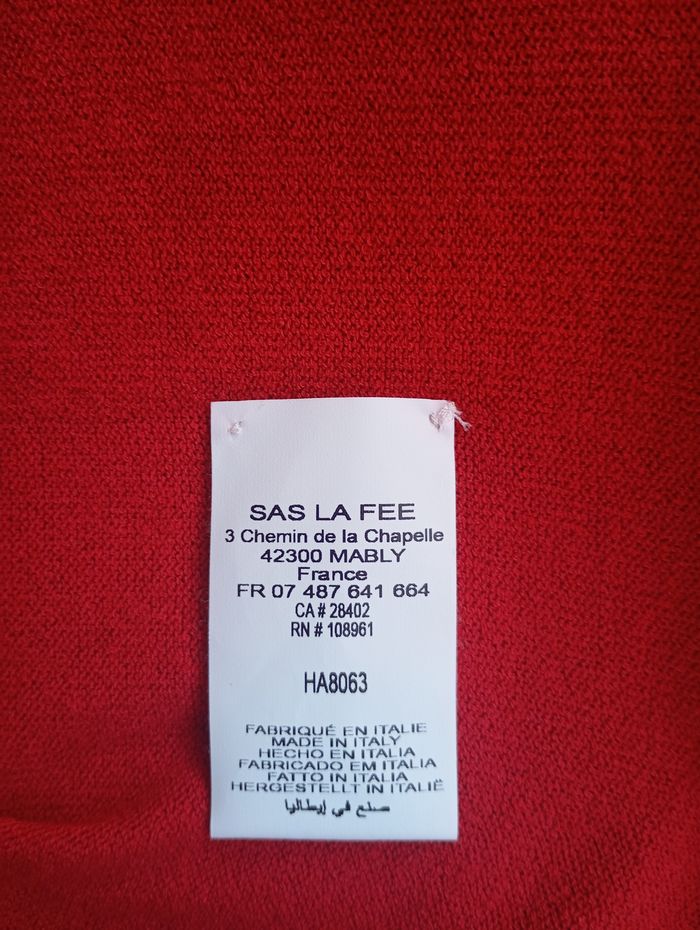 SAS LA FEE
3 Chemin de la Chapelle
42300 MABLY
France
FR 07 487 641 664
CA # 28402
RN # 108961
HA8063
FABRIQUÉ EN ITALIE
MADE IN ITALY
HECHO EN ITALIA
FABRICADO EM ITALIA
FATTO IN ITALIA
HERGESTELLT IN ITALIË
صنع في إيطاليا